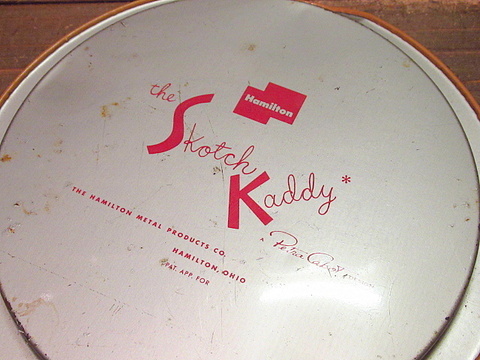 the
Hamilton
Skotch
Kaddy*
THE HAMILTON METAL PRODUCTS CO.
HAMILTON, OHIO
PAT. APP. FOR
A